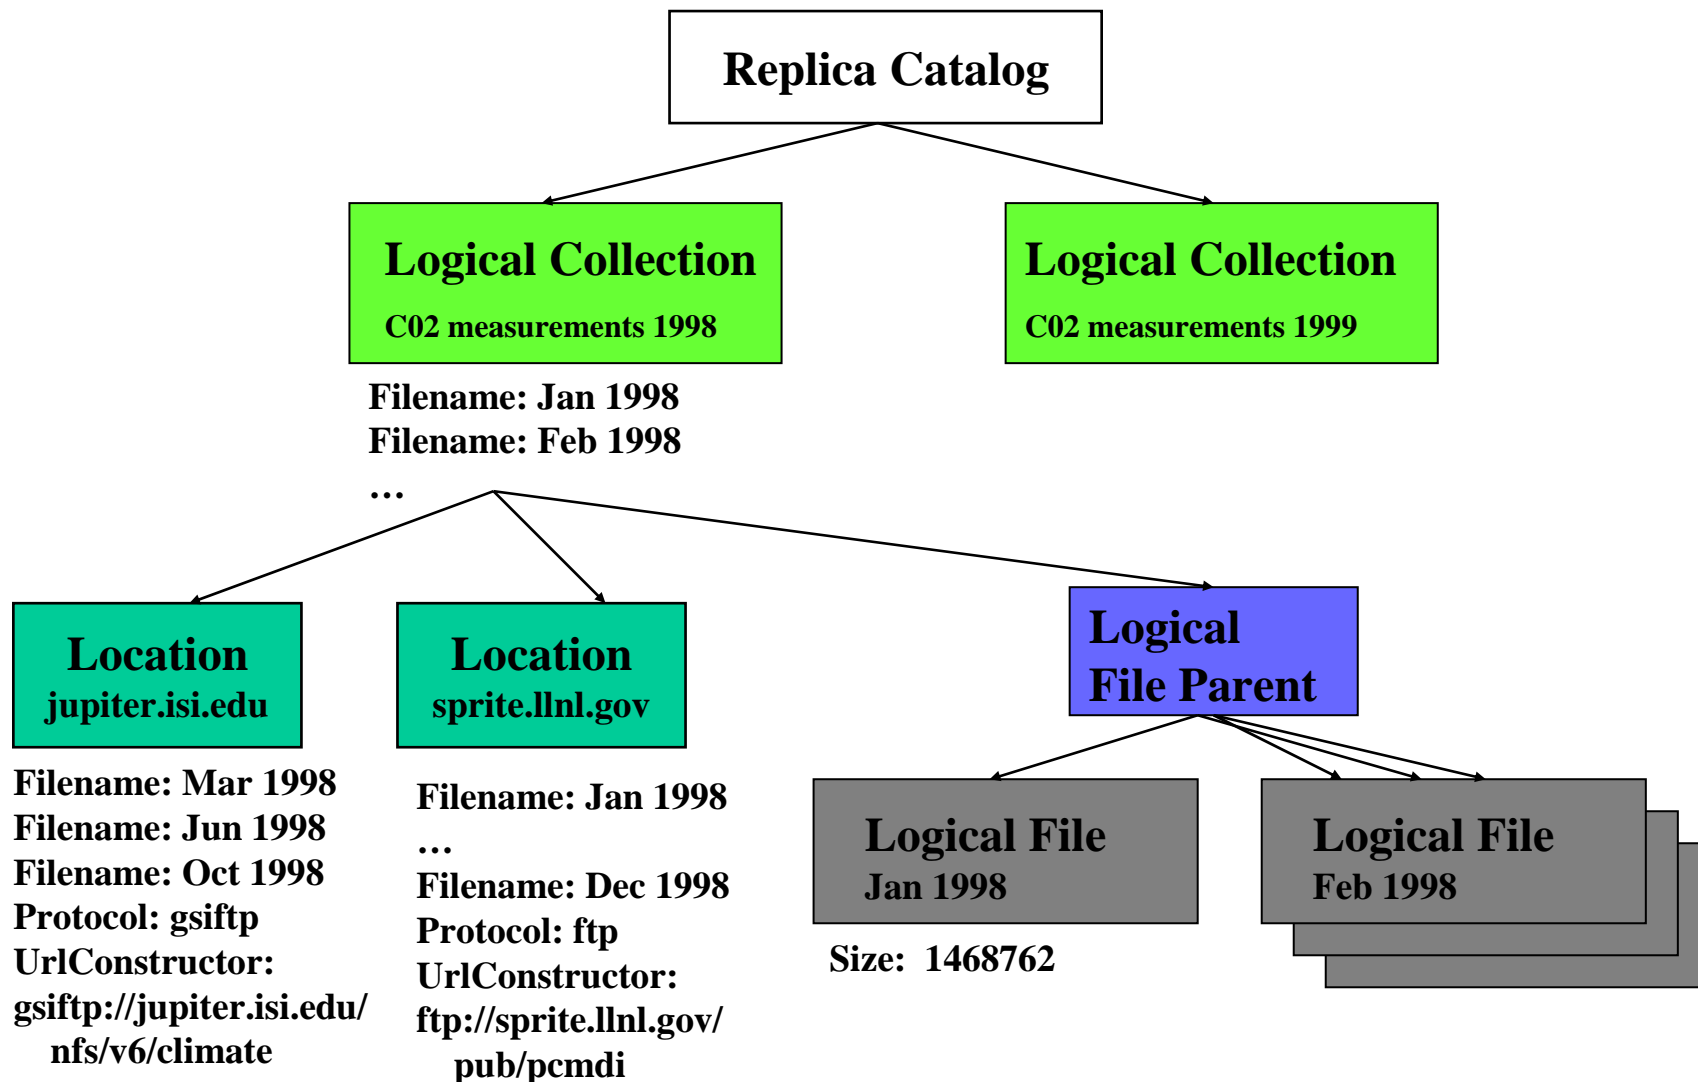 Replica Catalog
Logical Collection
C02 measurements 1998
Logical Collection
C02 measurements 1999
Filename: Jan 1998
Filename: Feb 1998
…
Location
jupiter.isi.edu
Location
sprite.llnl.gov
Logical
File Parent
Filename: Mar 1998
Filename: Jun 1998
Filename: Oct 1998
Protocol: gsiftp
UrlConstructor:
gsiftp://jupiter.isi.edu/
nfs/v6/climate
Filename: Jan 1998
…
Filename: Dec 1998
Protocol: ftp
UrlConstructor:
ftp://sprite.llnl.gov/
pub/pcmdi
Logical File
Jan 1998
Size: 1468762
Logical File
Feb 1998